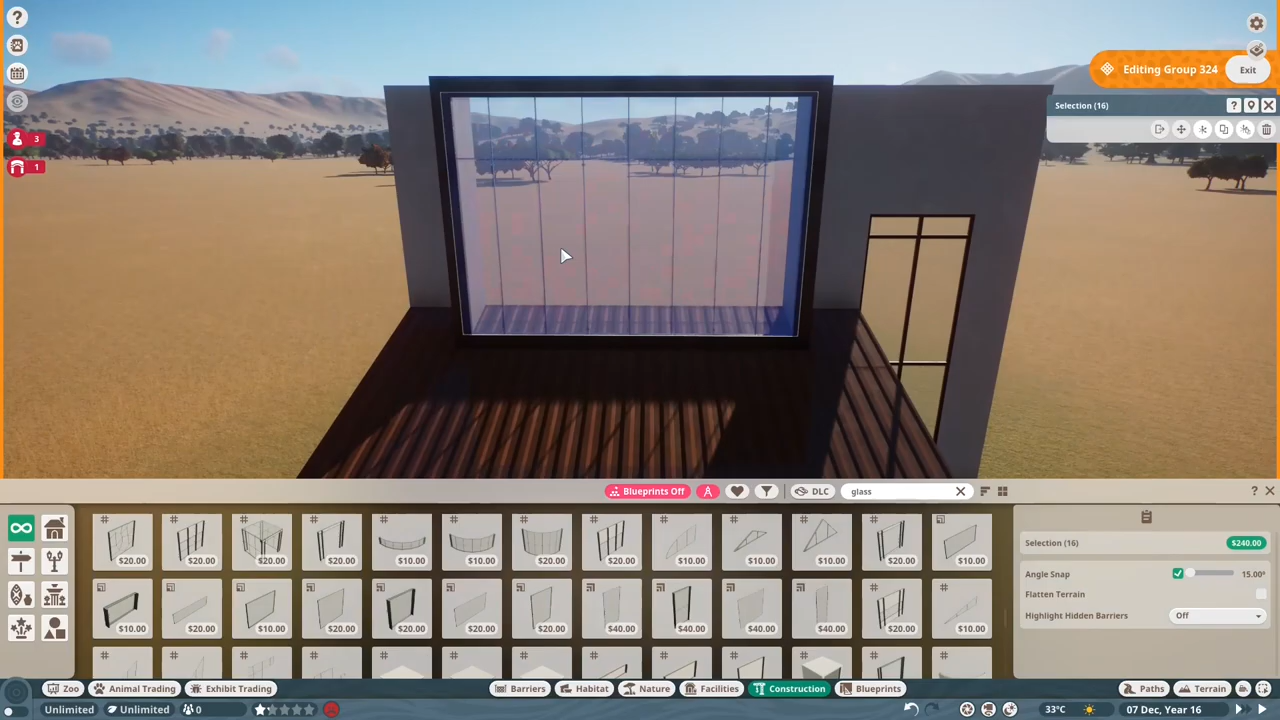 ?
Editing Group 324
Exit
Selection (16)
?
3
1
Blueprints Off
DLC
glass
?
$20.00
$20.00
$20.00
$20.00
$10.00
$10.00
$20.00
$20.00
$10.00
$10.00
$10.00
$20.00
$10.00
$10.00
$20.00
$10.00
$20.00
$20.00
$20.00
$20.00
$40.00
$40.00
$40.00
$40.00
$20.00
$10.00
Selection (16)
$240.00
Angle Snap
15.00°
Flatten Terrain
Highlight Hidden Barriers
Off
Zoo
Animal Trading
Exhibit Trading
Barriers
Habitat
Nature
Facilities
Construction
Blueprints
Paths
Terrain
Unlimited
Unlimited
0
33°C
07 Dec, Year 16